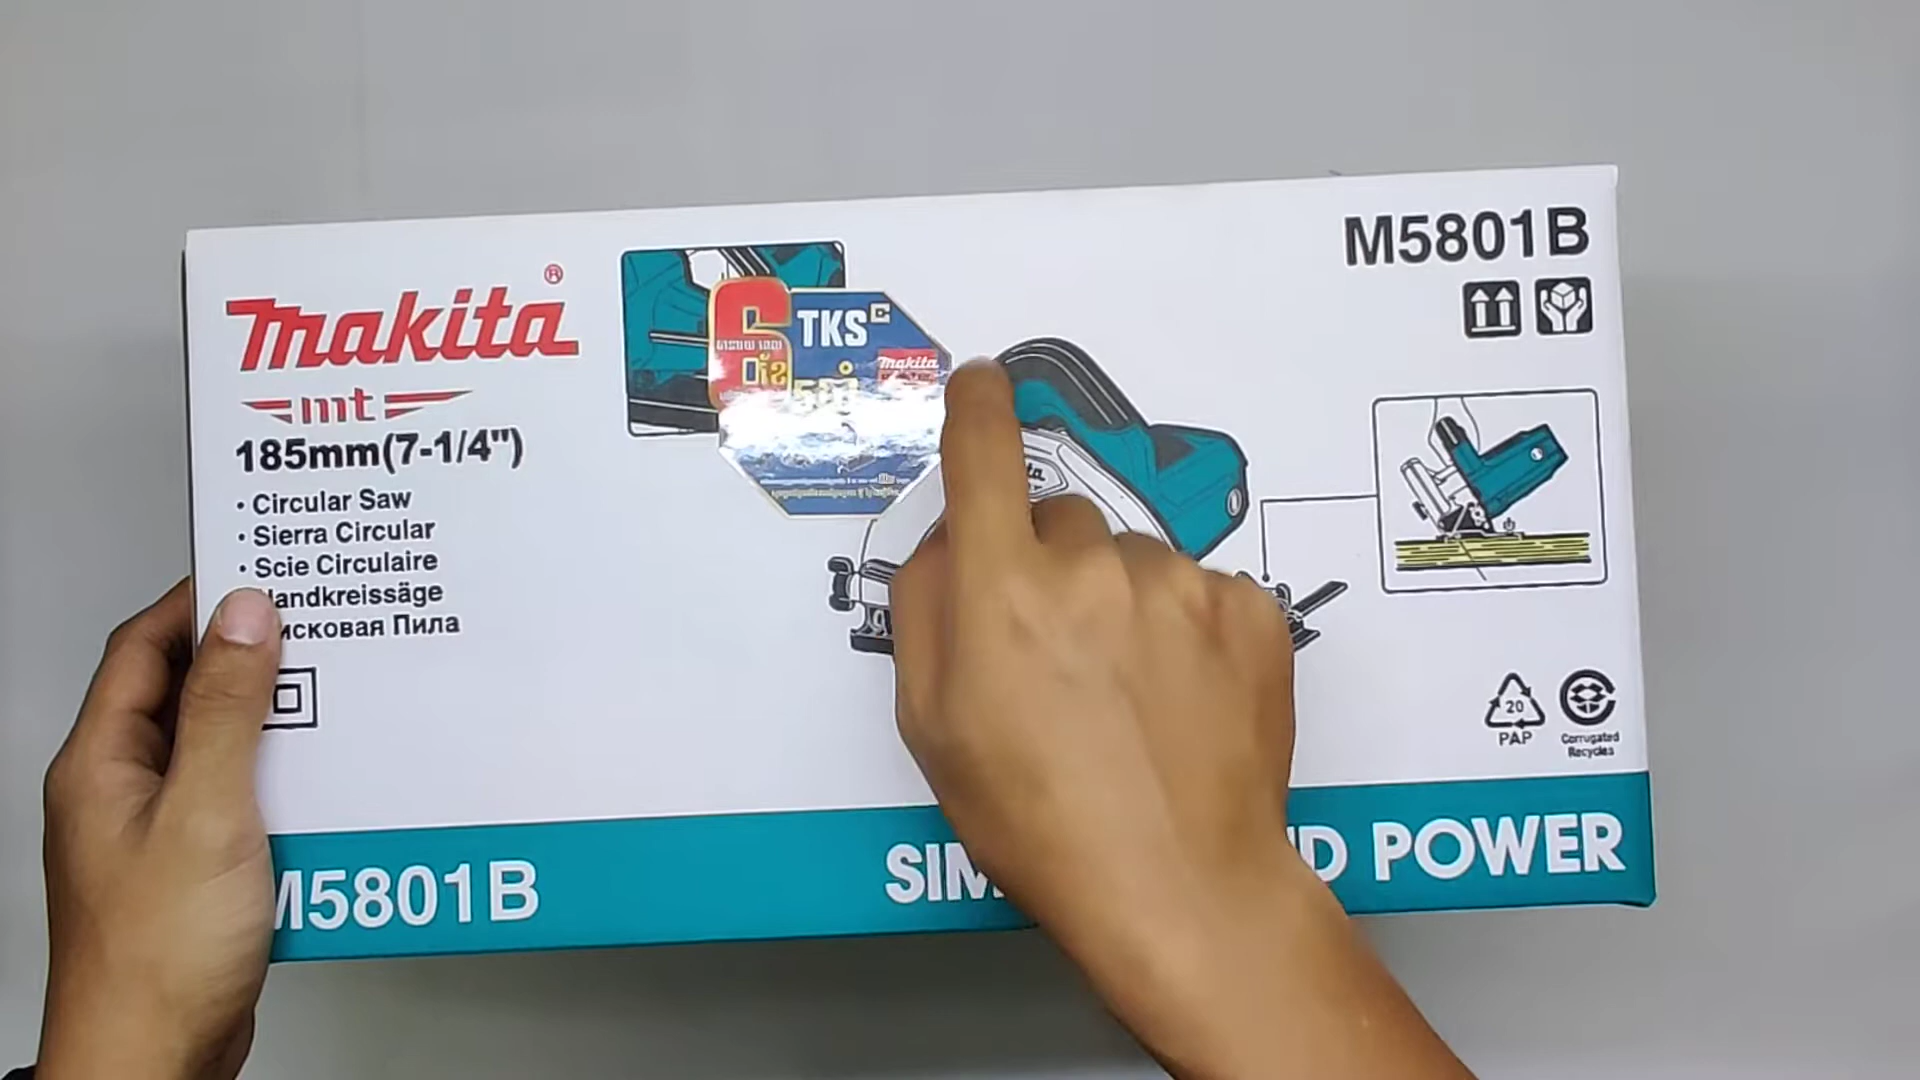 makita®
mt
185mm(7-1/4")
• Circular Saw
• Sierra Circular
• Scie Circulaire
andkreissäge
исковая Пила
M5801B
TKS
makita
20
PAP
Corrugated
Recycles
M5801B
SIM
D POWER